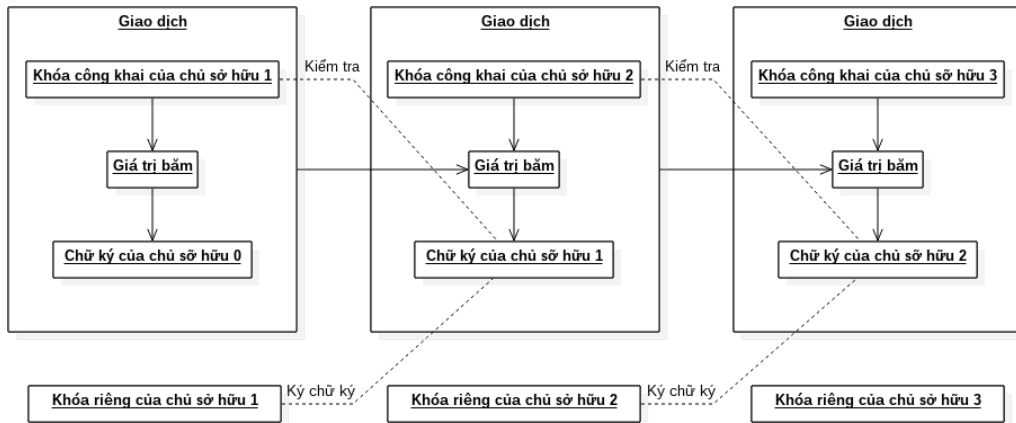 Giao dịch
Giao dịch
Giao dịch
Khóa công khai của chủ sở hữu 1
Kiểm tra
Khóa công khai của chủ sở hữu 2
Kiểm tra
Khóa công khai của chủ sỡ hữu 3
Giá trị băm
Giá trị băm
Giá trị băm
Chữ ký của chủ sỡ hữu 0
Chữ ký của chủ sỡ hữu 1
Chữ ký của chủ sỡ hữu 2
Khóa riêng của chủ sở hữu 1
Ký chữ ký
Khóa riêng của chủ sở hữu 2
Ký chữ ký
Khóa riêng của chủ sở hữu 3